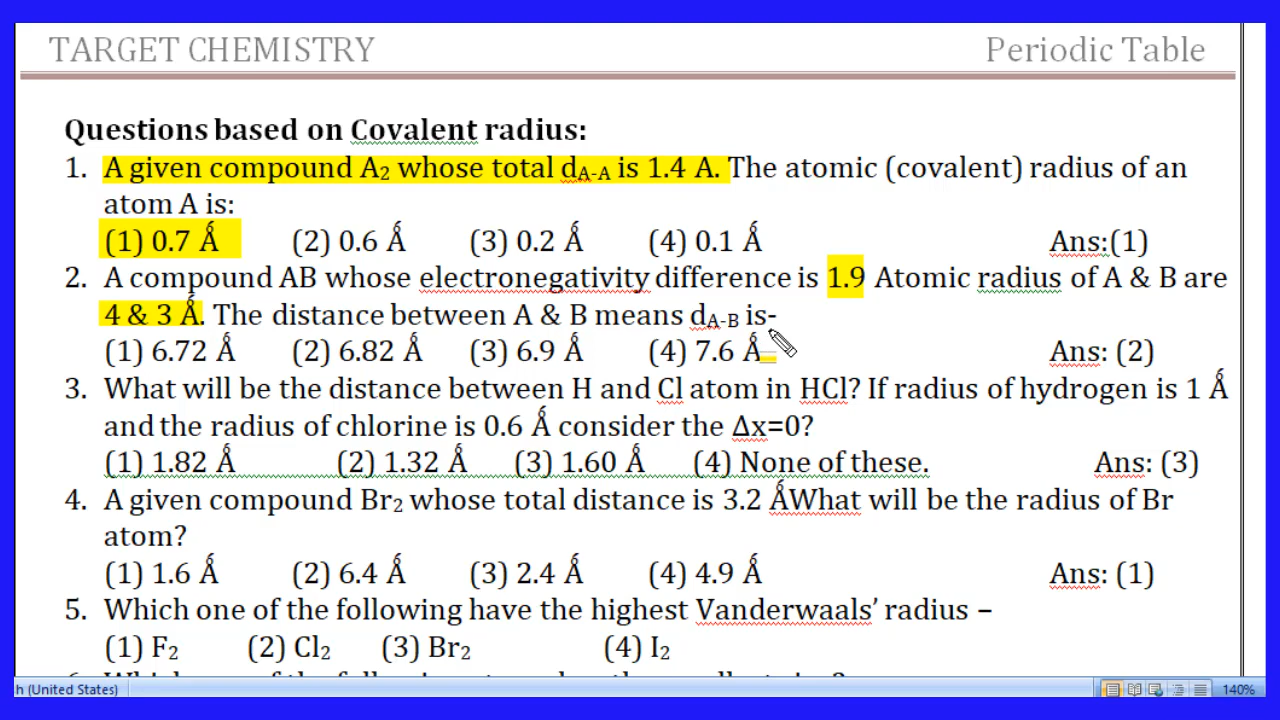 TARGET CHEMISTRY Periodic Table
Questions based on Covalent radius:
1. A given compound A₂ whose total dA-A is 1.4 A. The atomic (covalent) radius of an
atom A is:
(1) 0.7 Ǻ (2) 0.6 Ǻ (3) 0.2 Ǻ (4) 0.1 Ǻ Ans:(1)
2. A compound AB whose electronegativity difference is 1.9 Atomic radius of A & B are
4 & 3 Ǻ. The distance between A & B means dA-B is-
(1) 6.72 Ǻ (2) 6.82 Ǻ (3) 6.9 Ǻ (4) 7.6 Ǻ Ans: (2)
3. What will be the distance between H and Cl atom in HCl? If radius of hydrogen is 1 Ǻ
and the radius of chlorine is 0.6 Ǻ consider the Δx=0?
(1) 1.82 Ǻ (2) 1.32 Ǻ (3) 1.60 Ǻ (4) None of these. Ans: (3)
4. A given compound Br₂ whose total distance is 3.2 ǺWhat will be the radius of Br
atom?
(1) 1.6 Ǻ (2) 6.4 Ǻ (3) 2.4 Ǻ (4) 4.9 Ǻ Ans: (1)
5. Which one of the following have the highest Vanderwaals’ radius –
(1) F₂ (2) Cl₂ (3) Br₂ (4) I₂
h (United States) 140%